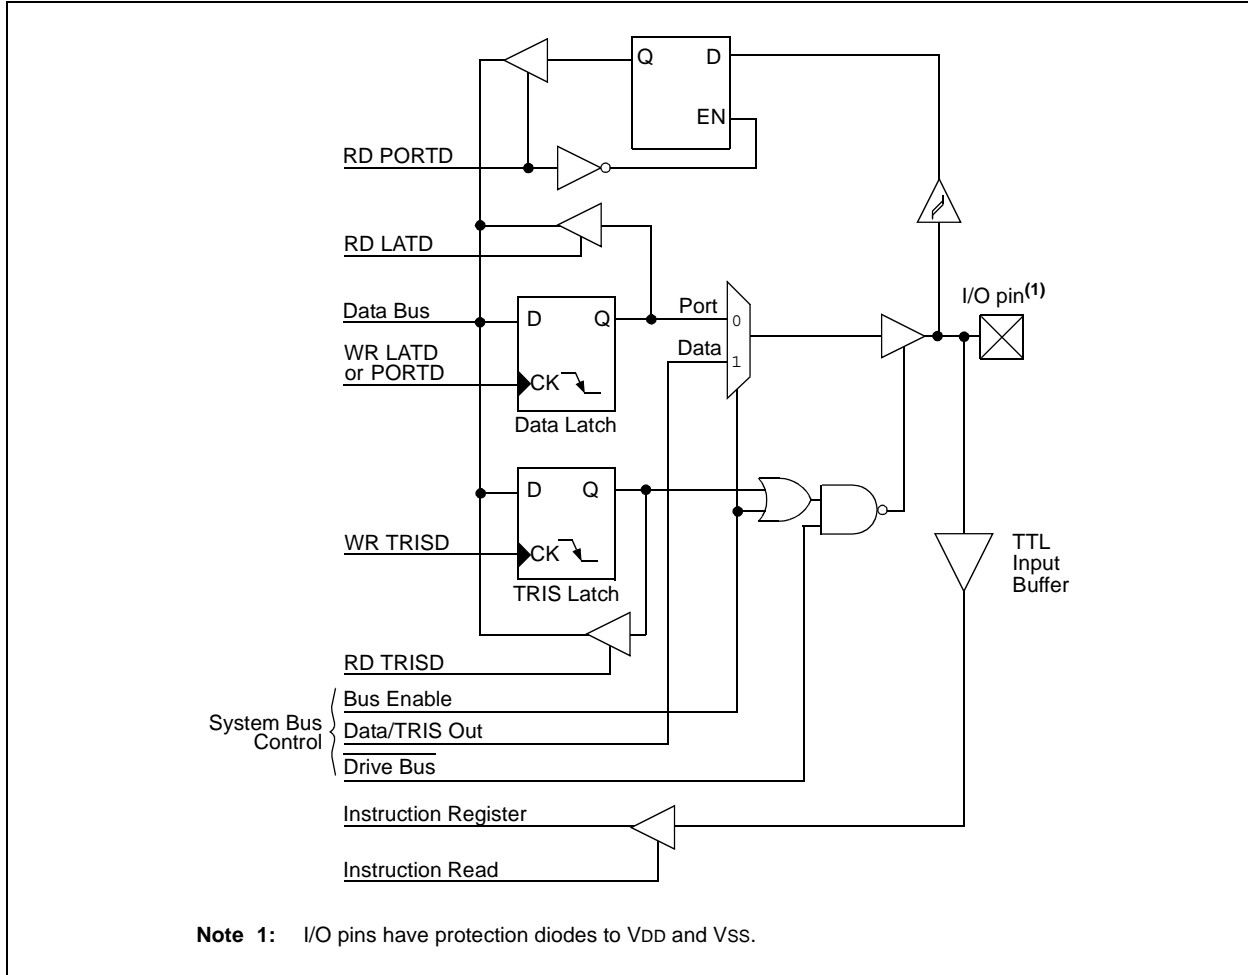 Q D
EN
RD PORTD
RD LATD
Data Bus
WR LATD
or PORTD
D Q
CK
Data Latch
Port
0
Data
1
I/O pin(1)
D Q
CK
TRIS Latch
WR TRISD
TTL
Input
Buffer
RD TRISD
System Bus
Control
Bus Enable
Data/TRIS Out
Drive Bus
Instruction Register
Instruction Read
Note 1: I/O pins have protection diodes to VDD and VSS.